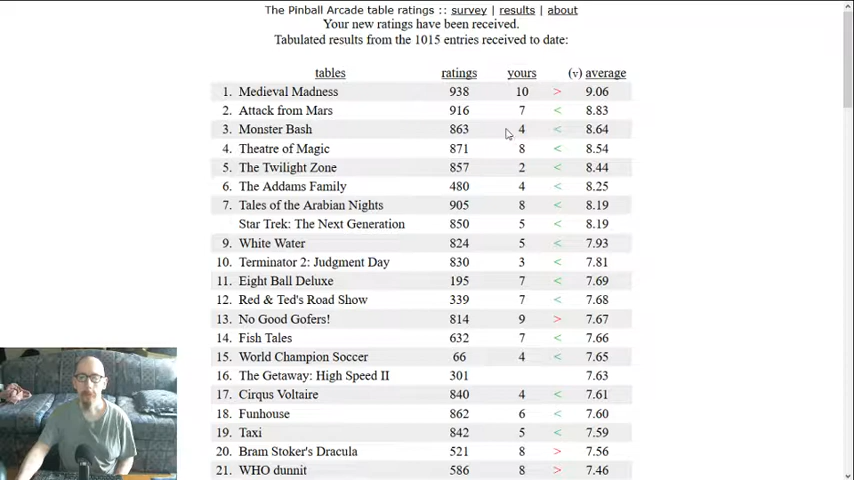 The Pinball Arcade table ratings :: survey | results | about
Your new ratings have been received.
Tabulated results from the 1015 entries received to date:
tables ratings yours (v) average
1. Medieval Madness 938 10 > 9.06
2. Attack from Mars 916 7 < 8.83
3. Monster Bash 863 4 < 8.64
4. Theatre of Magic 871 8 < 8.54
5. The Twilight Zone 857 2 < 8.44
6. The Addams Family 480 4 < 8.25
7. Tales of the Arabian Nights 905 8 < 8.19
Star Trek: The Next Generation 850 5 < 8.19
9. White Water 824 5 < 7.93
10. Terminator 2: Judgment Day 830 3 < 7.81
11. Eight Ball Deluxe 195 7 < 7.69
12. Red & Ted's Road Show 339 7 < 7.68
13. No Good Gofers! 814 9 > 7.67
14. Fish Tales 632 7 < 7.66
15. World Champion Soccer 66 4 < 7.65
16. The Getaway: High Speed II 301 7.63
17. Cirqus Voltaire 840 4 < 7.61
18. Funhouse 862 6 < 7.60
19. Taxi 842 5 < 7.59
20. Bram Stoker's Dracula 521 8 > 7.56
21. WHO dunnit 586 8 > 7.46